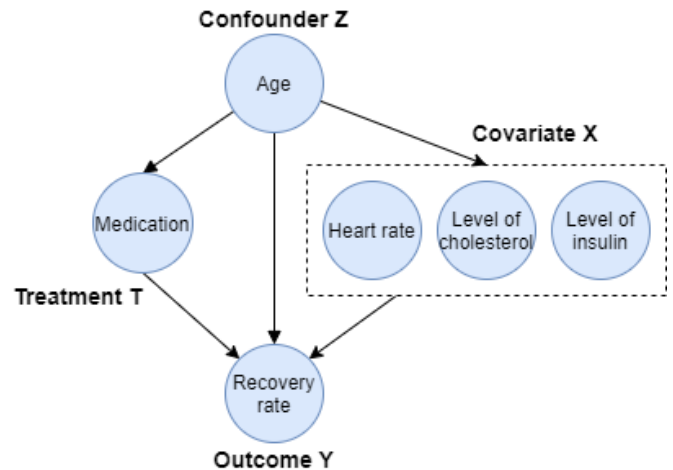 Confounder Z
Age
Covariate X
Medication
Heart rate
Level of
cholesterol
Level of
insulin
Treatment T
Recovery
rate
Outcome Y